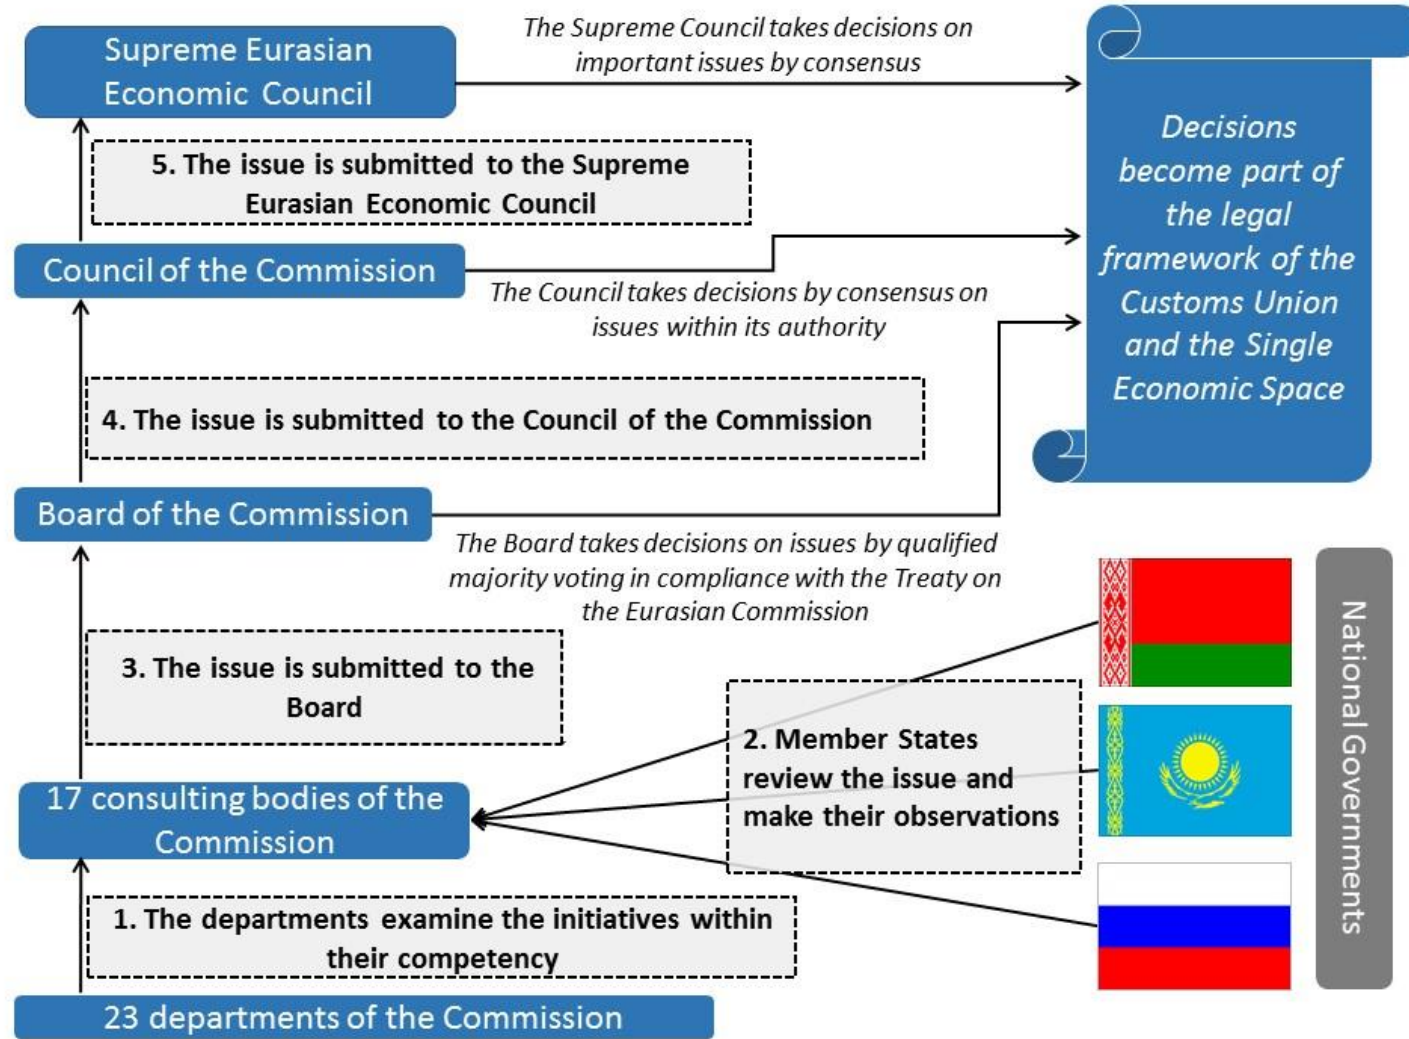 Supreme Eurasian
Economic Council
The Supreme Council takes decisions on
important issues by consensus
Decisions
become part of
the legal
framework of the
Customs Union
and the Single
Economic Space
5. The issue is submitted to the Supreme
Eurasian Economic Council
Council of the Commission
The Council takes decisions by consensus on
issues within its authority
4. The issue is submitted to the Council of the Commission
Board of the Commission
The Board takes decisions on issues by qualified
majority voting in compliance with the Treaty on
the Eurasian Commission
3. The issue is submitted to the
Board
2. Member States
review the issue and
make their observations
National Governments
17 consulting bodies of the
Commission
1. The departments examine the initiatives within
their competency
23 departments of the Commission